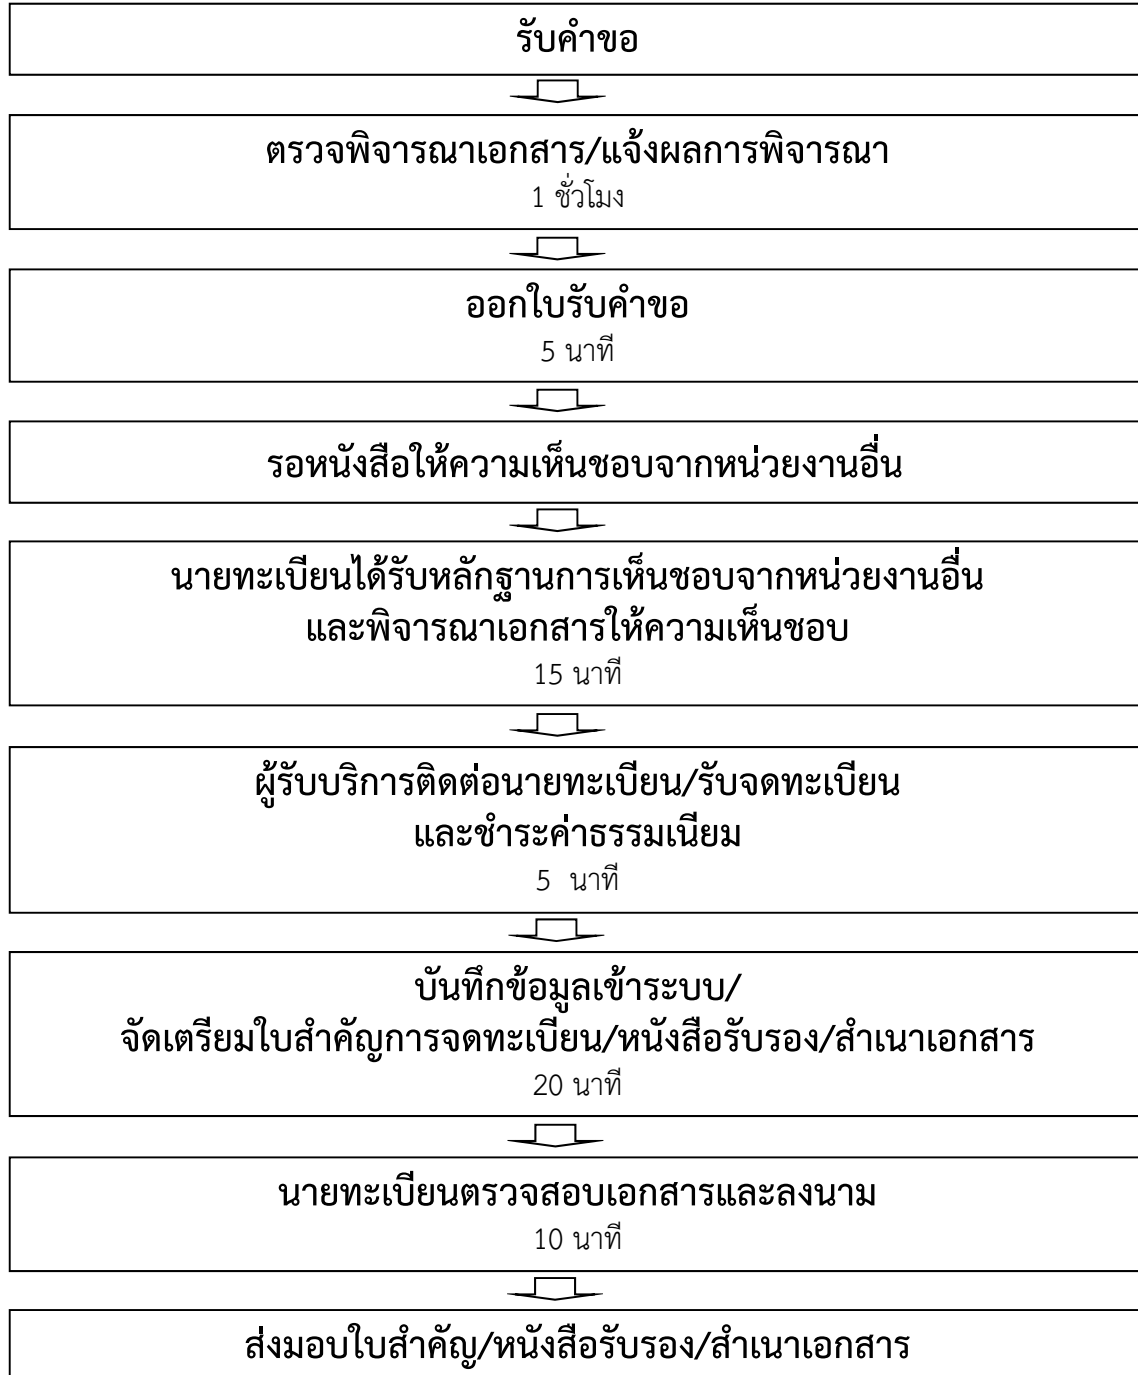 รับคำขอ
ตรวจพิจารณาเอกสาร/แจ้งผลการพิจารณา
1 ชั่วโมง
ออกใบรับคำขอ
5 นาที
รอหนังสือให้ความเห็นชอบจากหน่วยงานอื่น
นายทะเบียนได้รับหลักฐานการเห็นชอบจากหน่วยงานอื่น
และพิจารณาเอกสารให้ความเห็นชอบ
15 นาที
ผู้รับบริการติดต่อนายทะเบียน/รับจดทะเบียน
และชำระค่าธรรมเนียม
5 นาที
บันทึกข้อมูลเข้าระบบ/
จัดเตรียมใบสำคัญการจดทะเบียน/หนังสือรับรอง/สำเนาเอกสาร
20 นาที
นายทะเบียนตรวจสอบเอกสารและลงนาม
10 นาที
ส่งมอบใบสำคัญ/หนังสือรับรอง/สำเนาเอกสาร